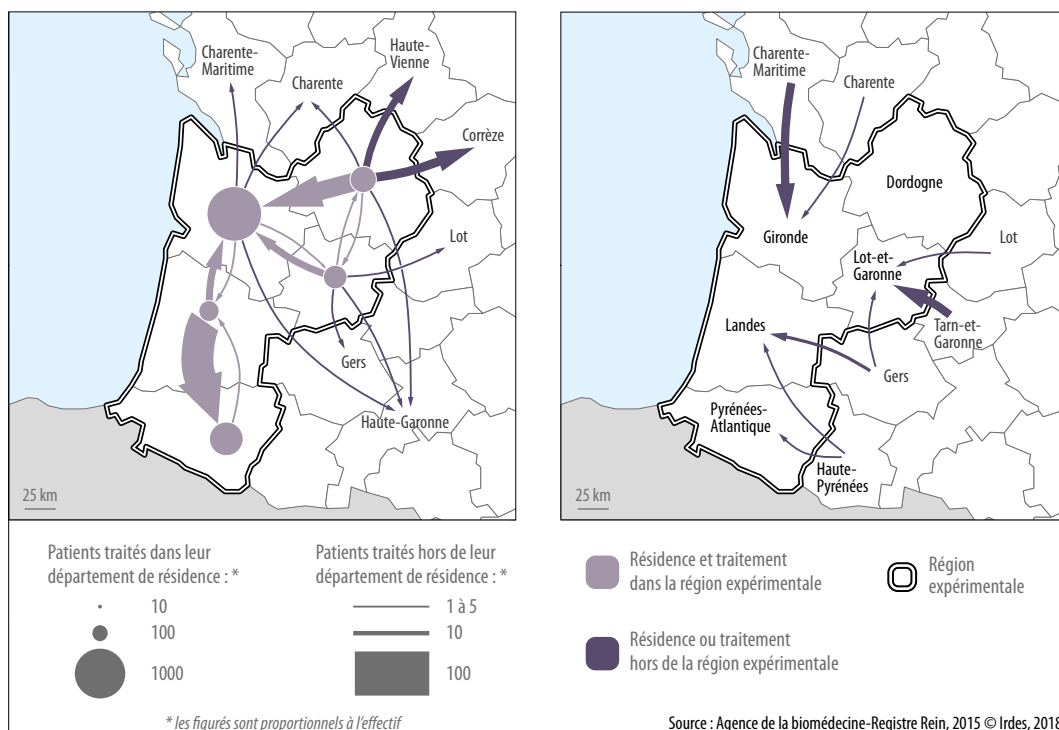 Charente-
Maritime
Haute-
Vienne
Charente
Corrèze
Lot
Gers
Haute-Garonne
25 km
Charente-
Maritime
Charente
Dordogne
Gironde
Lot-et-
Garonne
Lot
Landes
Tarn-et-
Garonne
Gers
Pyrénées-
Atlantique
Haute-
Pyrénées
25 km
Patients traités dans leur
département de résidence : *
10
100
1000
Patients traités hors de leur
département de résidence : *
1 à 5
10
100
* les figurés sont proportionnels à l'effectif
Résidence et traitement
dans la région expérimentale
Résidence ou traitement
hors de la région expérimentale
Région
expérimentale
Source : Agence de la biomédecine-Registre Rein, 2015 © Irdes, 2018